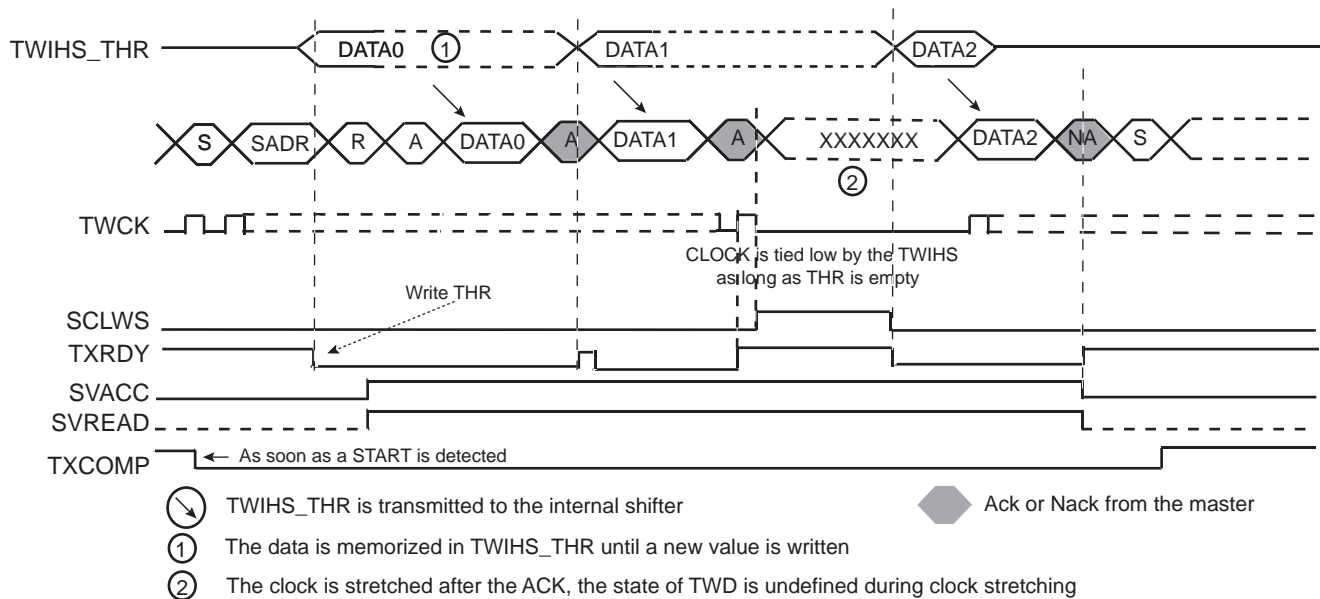 TWIHS_THR DATA0 1 DATA1 DATA2
S SADR R A DATA0 A DATA1 A XXXXXXX DATA2 NA S
2
TWCK
CLOCK is tied low by the TWIHS
as long as THR is empty
Write THR
SCLWS
TXRDY
SVACC
SVREAD
TXCOMP As soon as a START is detected
TWIHS_THR is transmitted to the internal shifter
Ack or Nack from the master
1 The data is memorized in TWIHS_THR until a new value is written
2 The clock is stretched after the ACK, the state of TWD is undefined during clock stretching